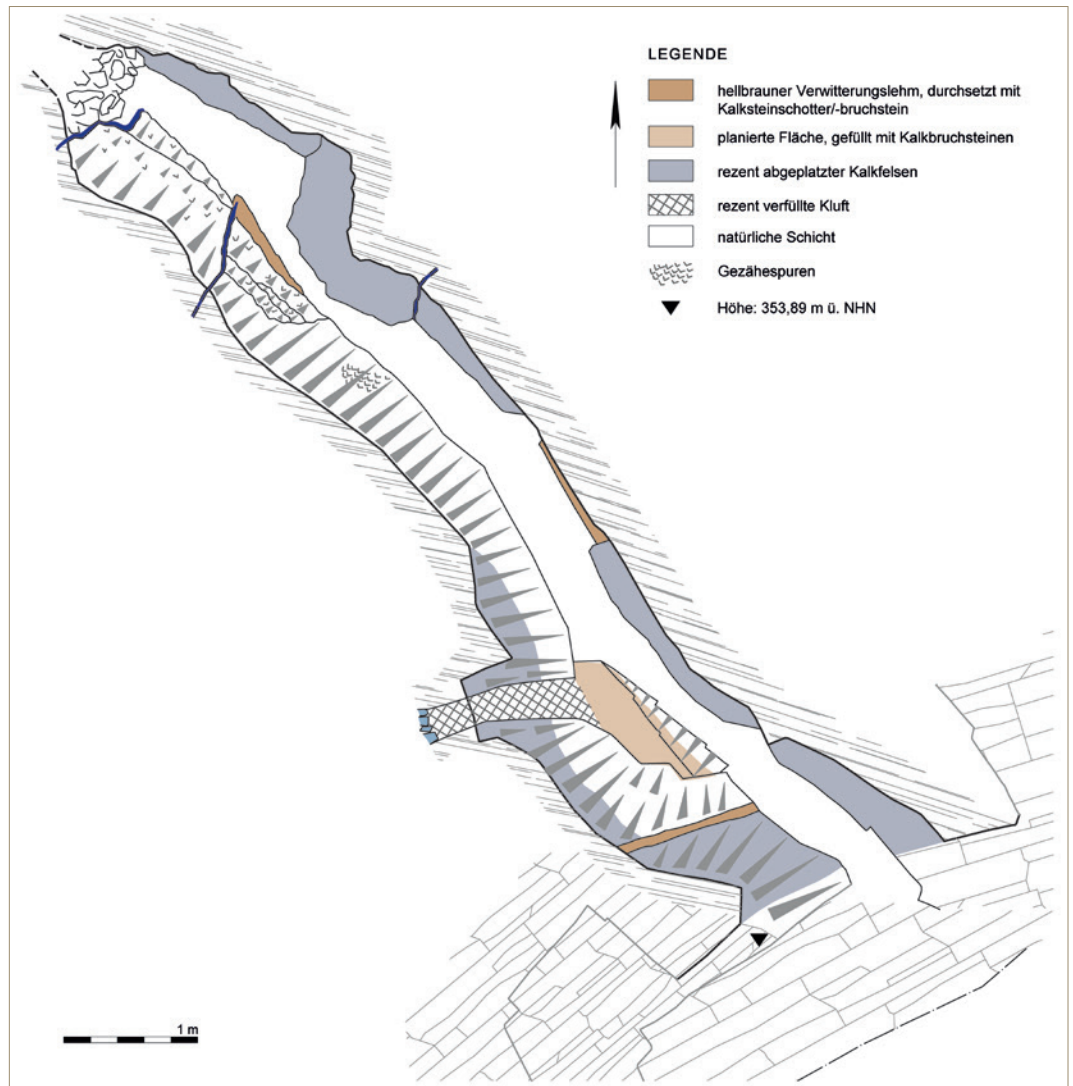 LEGENDE
hellbrauner Verwitterungslehm, durchsetzt mit
Kalksteinschotter/-bruchstein
planierte Fläche, gefüllt mit Kalkbruchsteinen
rezent abgeplatzter Kalkfelsen
rezent verfüllte Kluft
natürliche Schicht
Gezähespuren
Höhe: 353,89 m ü. NHN
1 m